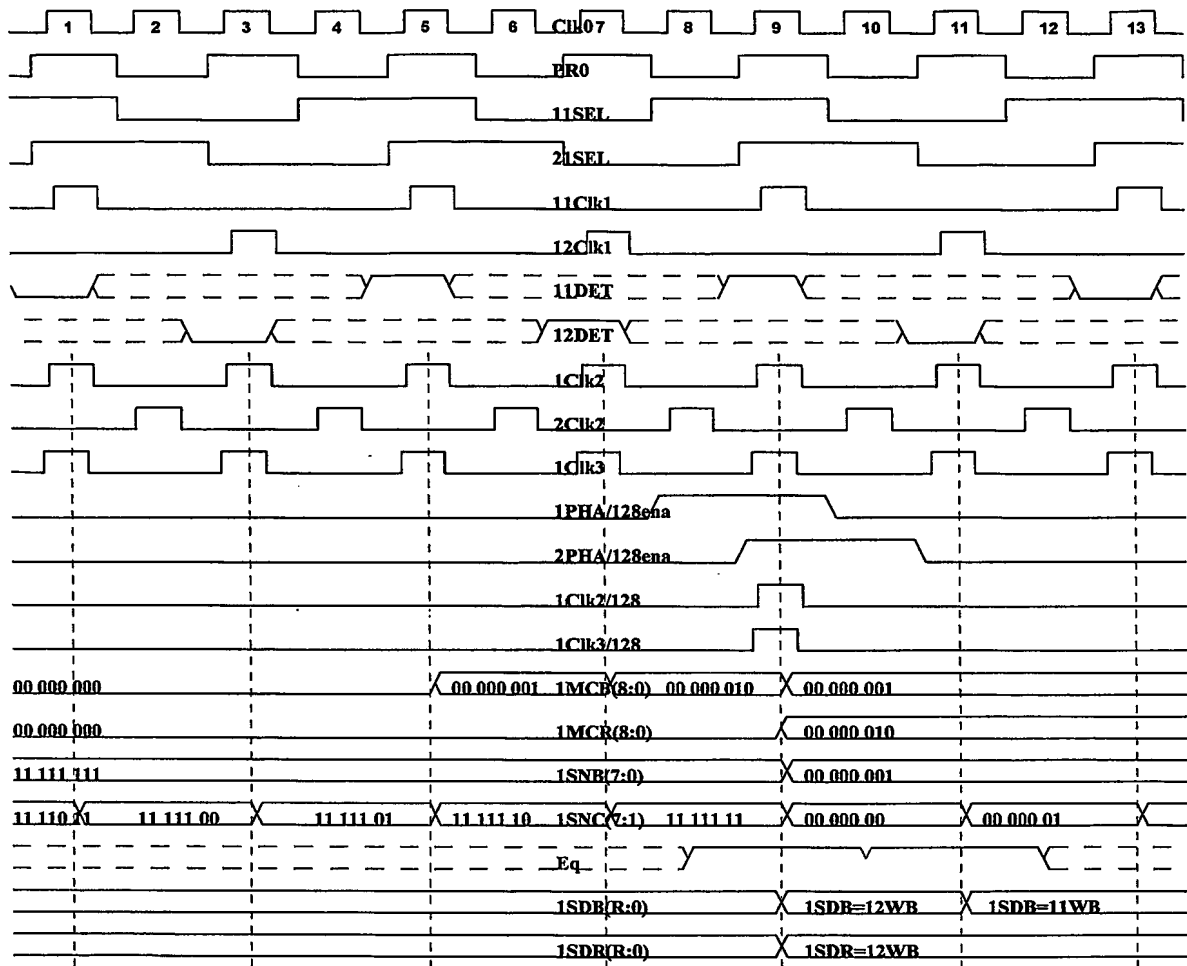 1 2 3 4 5 6 Clk0 7 8 9 10 11 12 13
PR0
11SEL
21SEL
11Clk1
12Clk1
11DET
12DET
1Clk2
2Clk2
1Clk3
1PHA/128ena
2PHA/128ena
1Clk2/128
1Clk3/128
00 000 000 00 000 001 1MCB(8:0) 00 000 010 00 000 001
00 000 000 1MCR(8:0) 00 000 010
11 111 111 1SNB(7:0) 00 000 001
11 110 11 111 00 11 111 01 11 111 10 1SNC(7:1) 11 111 11 00 000 00 00 000 01
Eq
1SDB(R:0) 1SDB=12WB 1SDB=11WB
1SDR(R:0) 1SDR=12WB